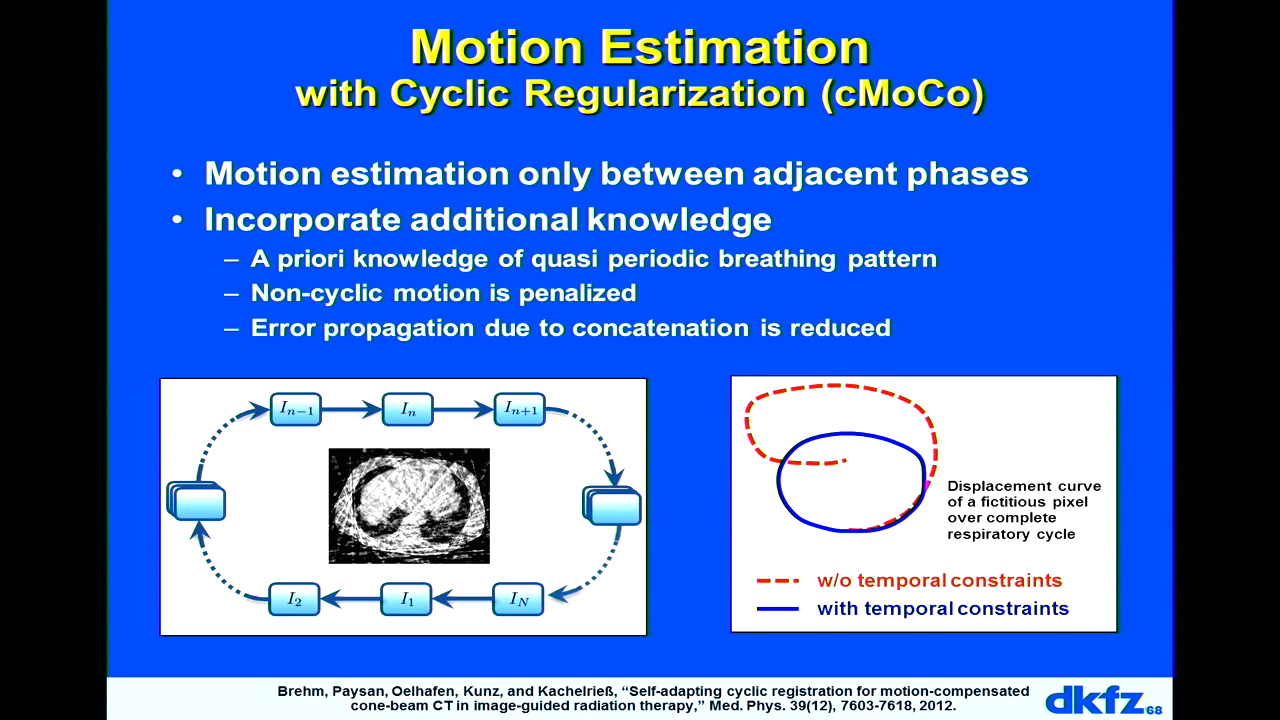 Motion Estimation
with Cyclic Regularization (cMoCo)
• Motion estimation only between adjacent phases
• Incorporate additional knowledge
– A priori knowledge of quasi periodic breathing pattern
– Non-cyclic motion is penalized
– Error propagation due to concatenation is reduced
I_{n-1} I_n I_{n+1}
I_2 I_1 I_N
Displacement curve
of a fictitious pixel
over complete
respiratory cycle
w/o temporal constraints
with temporal constraints
Brehm, Paysan, Oelhafen, Kunz, and Kachelrieß, “Self-adapting cyclic registration for motion-compensated
cone-beam CT in image-guided radiation therapy,” Med. Phys. 39(12), 7603-7618, 2012.
dkfz.
68